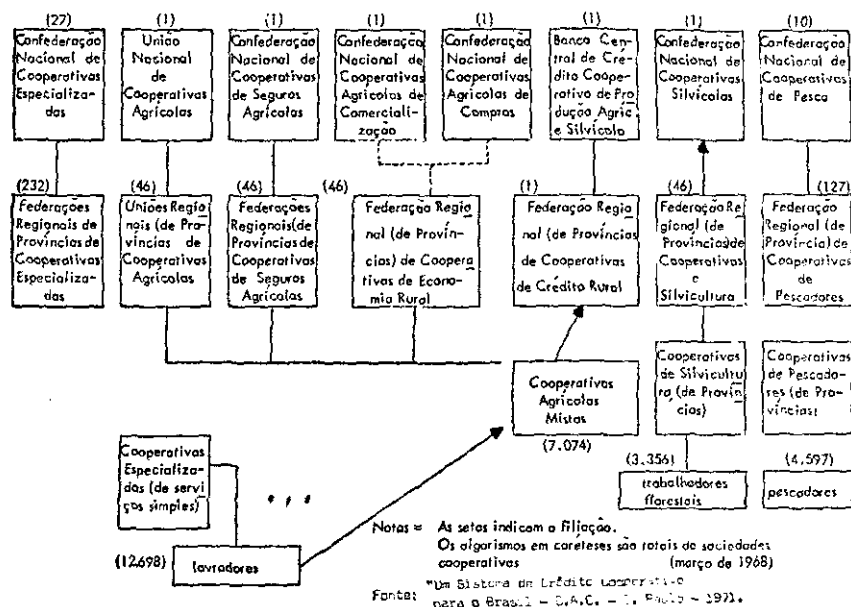 (27)
Confederação
Nacional de
Cooperativas
Especializa-
das
(1)
União
Nacional
de
Cooperativas
Agrícolas
(1)
Confederação
Nacional de
Cooperativas
de Seguros
Agrícolas
(1)
Confederação
Nacional de
Cooperativas
Agrícolas de
Comerciali-
zação
(1)
Confederação
Nacional de
Cooperativas
Agrícolas
de Compras
(1)
Banco Cen-
tral de Cré-
dito Coope-
rativo de Pro
dução Agríc
e Silvícola
(1)
Confederação
Nacional de
Cooperativas
Silvícolas
(10)
Confederação
Nacional de
Cooperativas
de Pesca
(232)
Federações
Regionais de
Províncias de
Cooperativas
Especializa-
das
(46)
Uniões Regio
nais (de Pro
víncias de
Cooperativas
Agrícolas
(46)
Federações
Regionais(de
Províncias de
Cooperativas
de Seguros
Agrícolas
(46)
Federação Regio
nal (de Provín-
cias) de Coopera
tivas de Econo-
mia Rural
(1)
Federação Regio
nal (de Províncias
de Cooperativas
de Crédito Rural
(46)
Federação Re
gional (de
Províncias)de
Cooperativas
e
Silvicultura
(127)
Federação
Regional (de
Província) de
Cooperativas
de
Pescadores
Cooperativas
Agrícolas
Mistas
(7.074)
Cooperativas
de Silvicultu
ra (de Provín
cias)
Cooperativas
de Pescado-
res (de Pro-
víncias)
(3.356)
trabalhadores
florestais
(4.597)
pescadores
Cooperativas
Especializa-
das (de servi
ços simples)
(12.698)
lavradores
Notas = As setas indicam a filiação.
Os algarismos em parêteses são totais de sociedades
cooperativas (março de 1968)
Fonte: "Um Sistema de Crédito Cooperativo
para o Brasil - C.A.C. - S. Paulo - 1971.